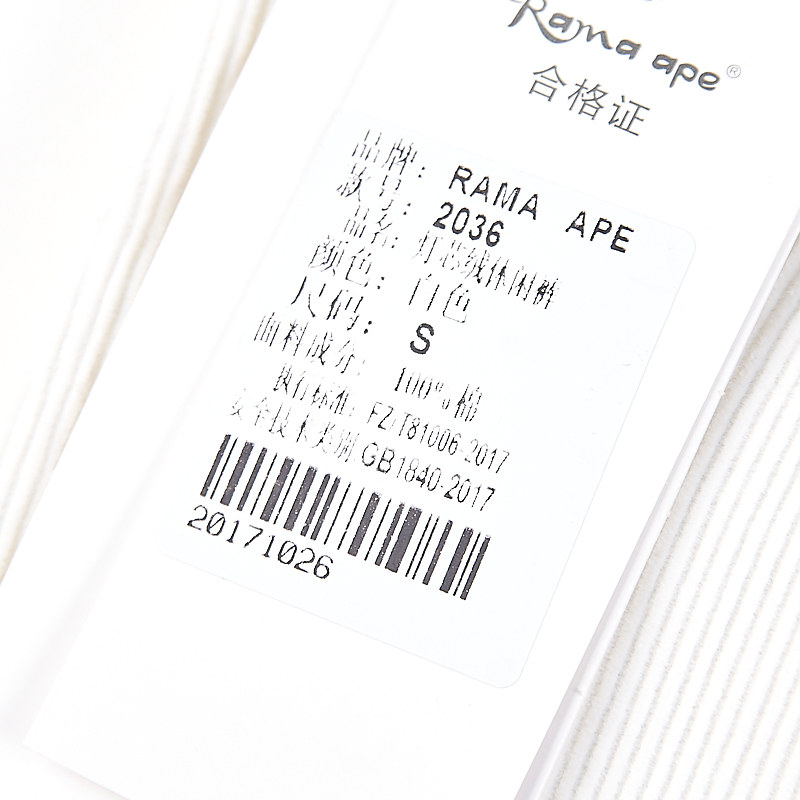 Rama ape®
合格证
品牌: RAMA APE
款号: 2036
品名: 灯芯绒休闲裤
颜色: 白色
尺码: S
面料成分: 100%棉
执行标准: FZ/T81006-2017
安全技术类别 GB1840-2017
20171026